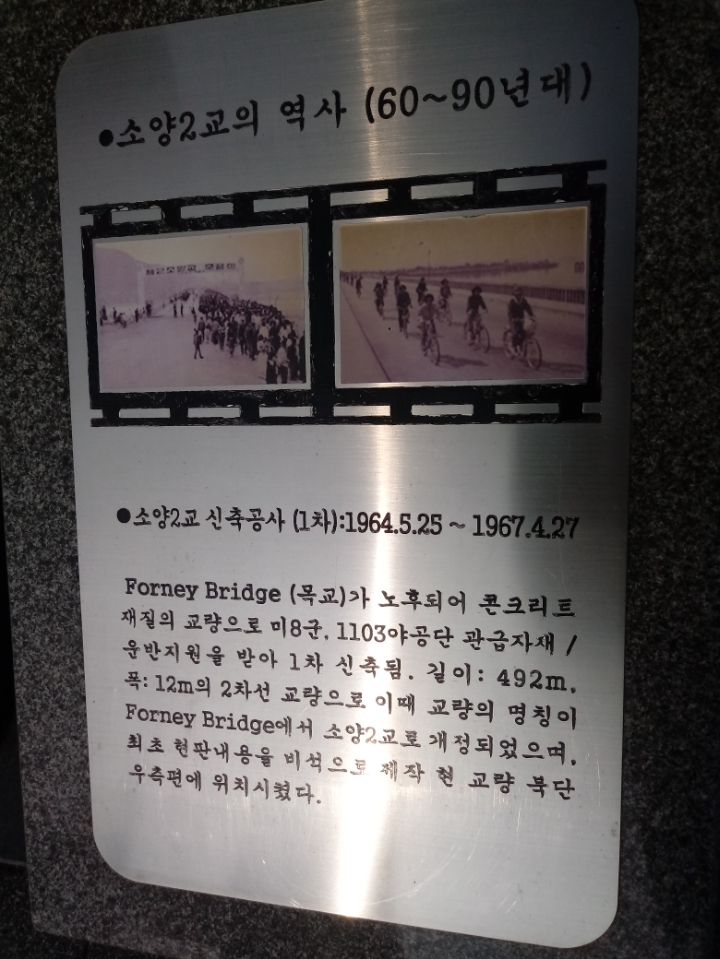 ●소양2교의 역사 (60~90년대)
●소양2교 신축공사 (1차):1964.5.25 ~ 1967.4.27
Forney Bridge (목교)가 노후되어 콘크리트
재질의 교량으로 미8군, 1103야공단 관급자재 /
운반지원을 받아 1차 신축됨. 길이: 492m,
폭: 12m의 2차선 교량으로 이때 교량의 명칭이
Forney Bridge에서 소양2교로 개정되었으며,
최초 현판내용을 비석으로 제작 현 교량 북단
우측편에 위치시켰다.